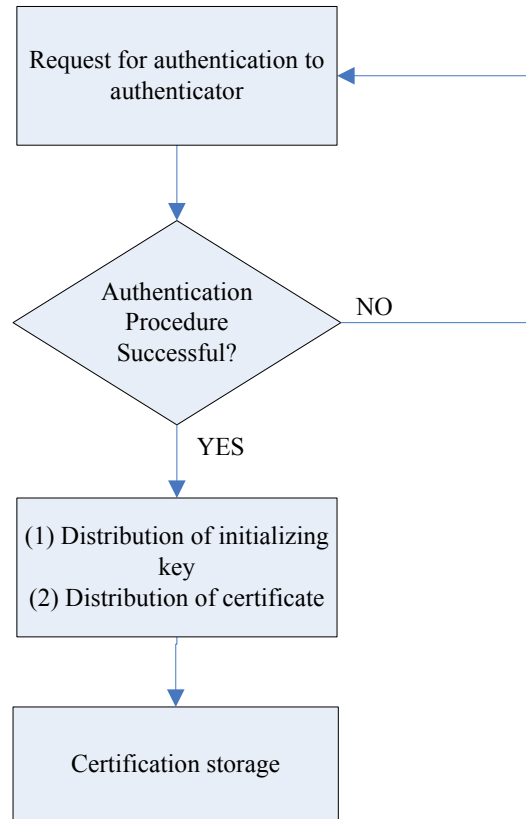 Request for authentication to
authenticator
Authentication
Procedure
Successful?
NO
YES
(1) Distribution of initializing
key
(2) Distribution of certificate
Certification storage